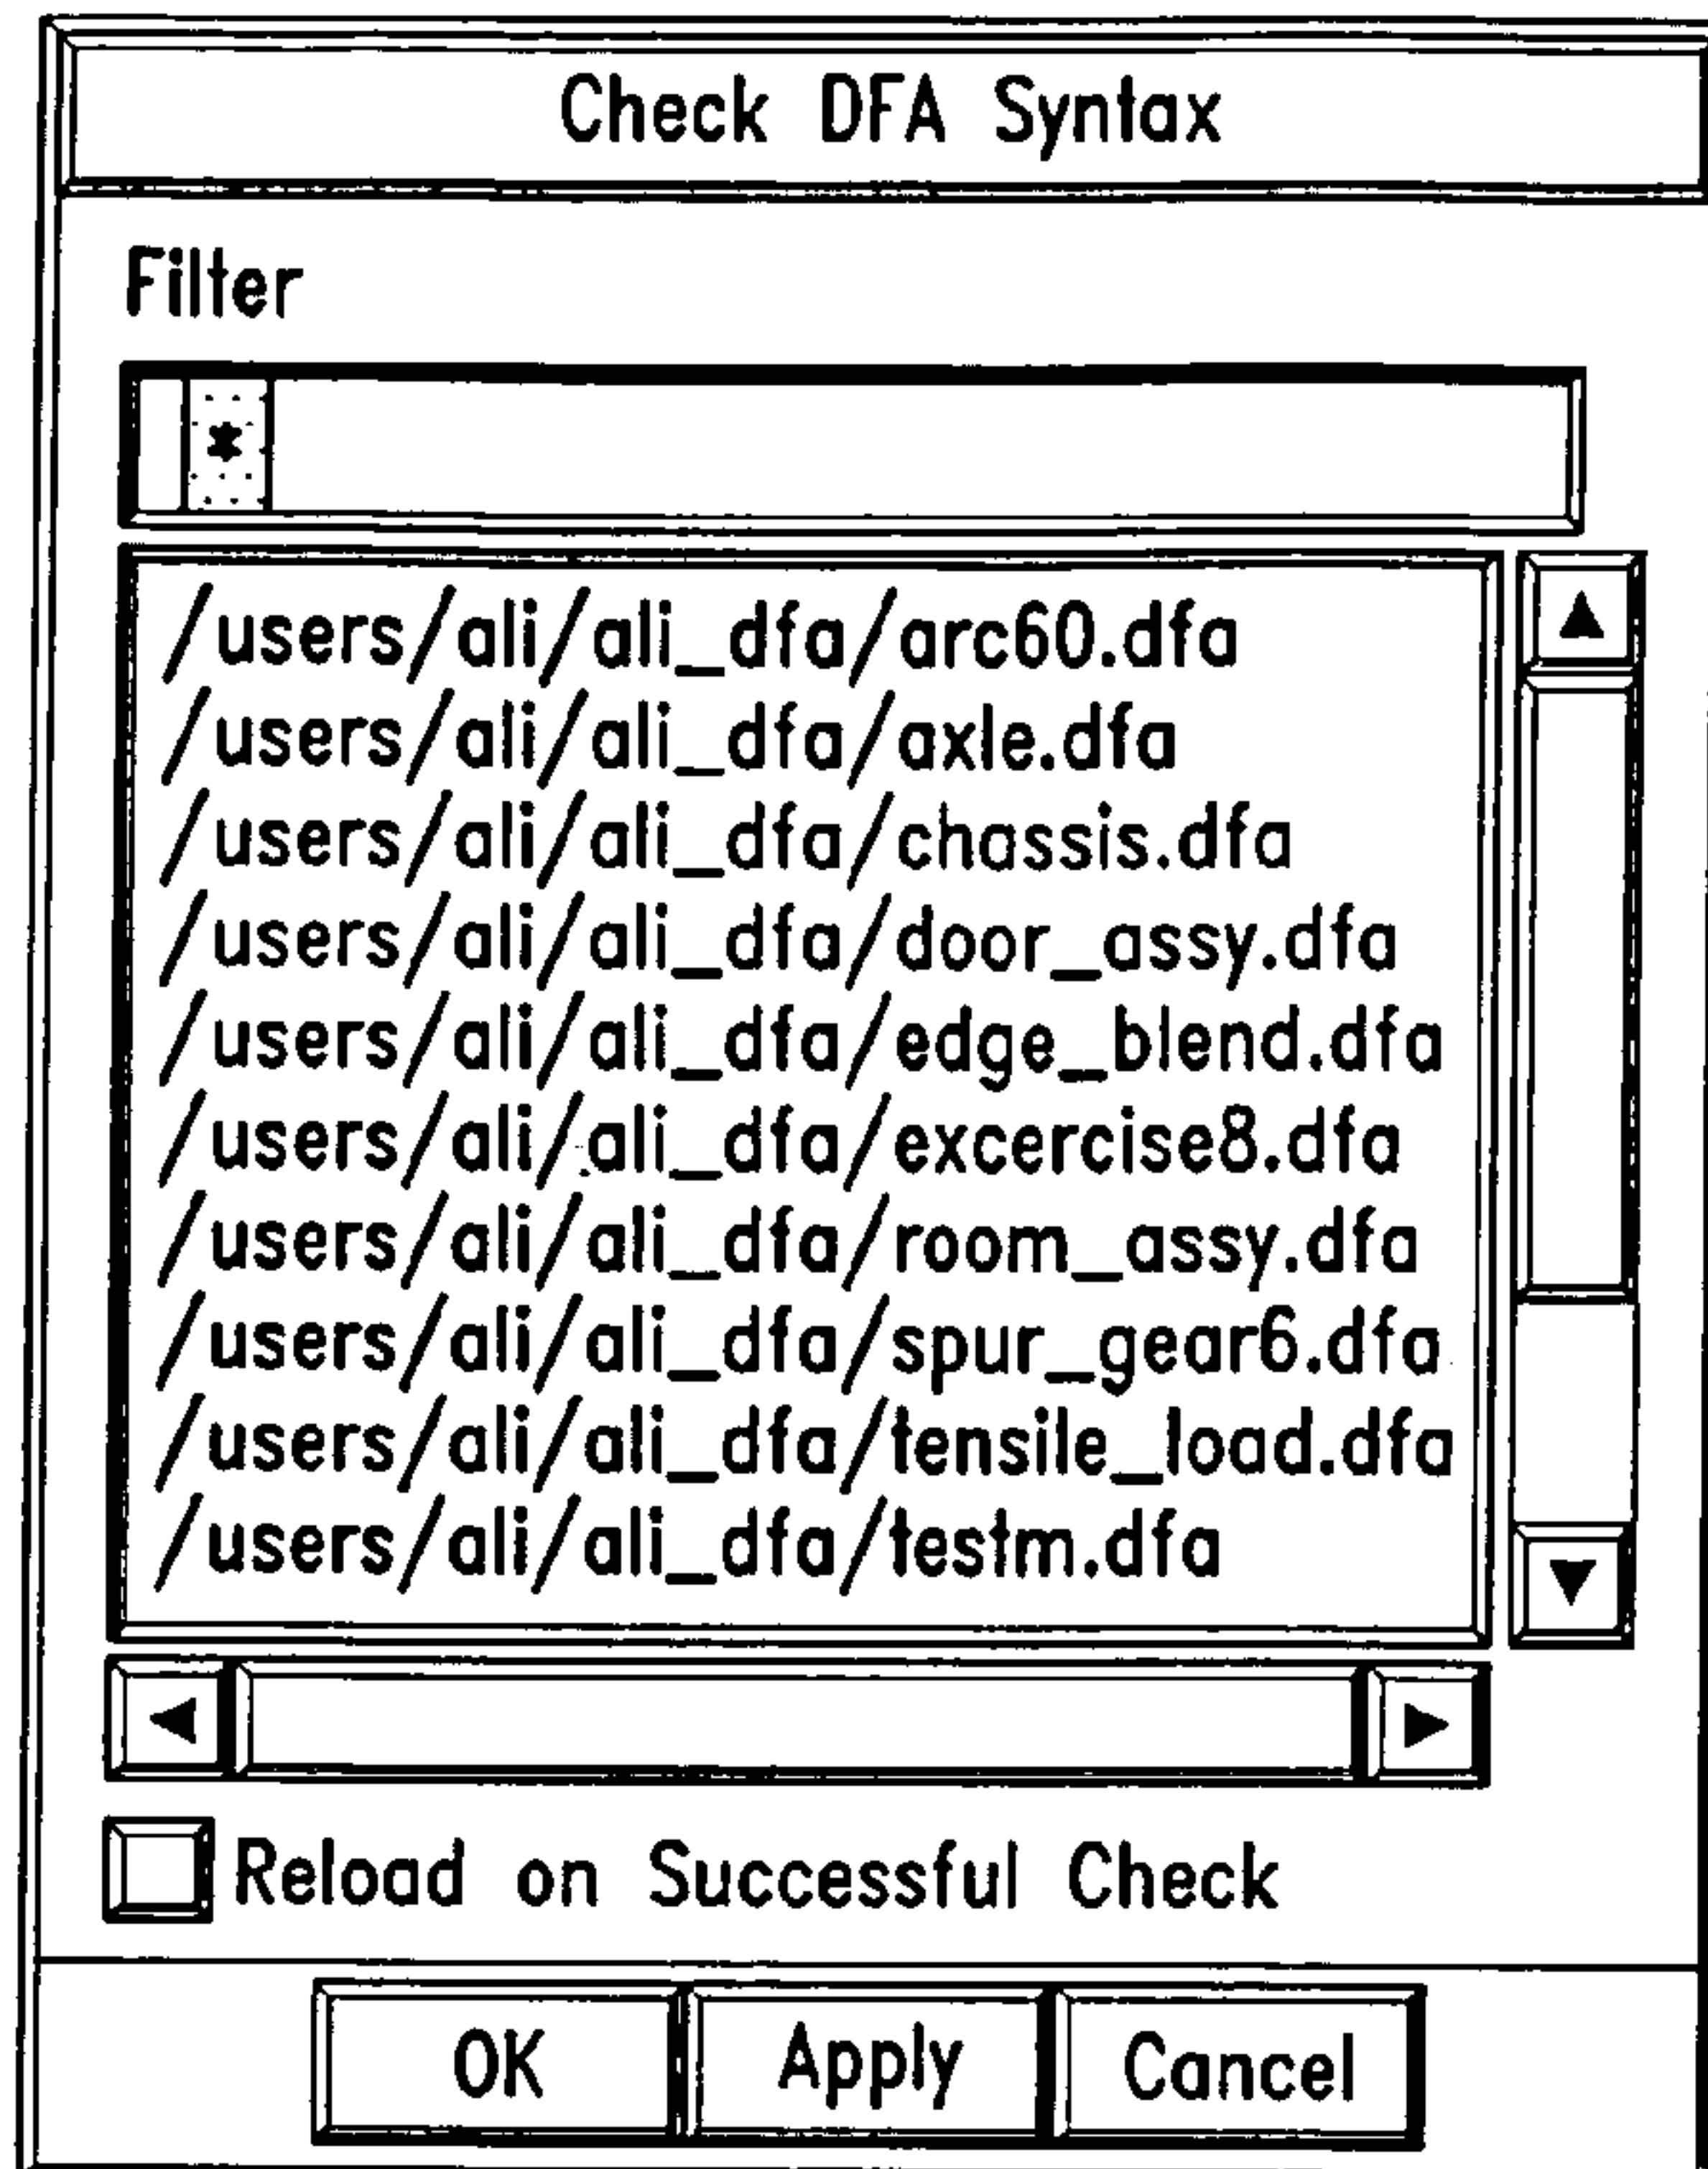 Check DFA Syntax
Filter
*
/users/ali/ali_dfa/arc60.dfa
/users/ali/ali_dfa/axle.dfa
/users/ali/ali_dfa/chassis.dfa
/users/ali/ali_dfa/door_assy.dfa
/users/ali/ali_dfa/edge_blend.dfa
/users/ali/ali_dfa/excercise8.dfa
/users/ali/ali_dfa/room_assy.dfa
/users/ali/ali_dfa/spur_gear6.dfa
/users/ali/ali_dfa/tensile_load.dfa
/users/ali/ali_dfa/testm.dfa
Reload on Successful Check
OK Apply Cancel